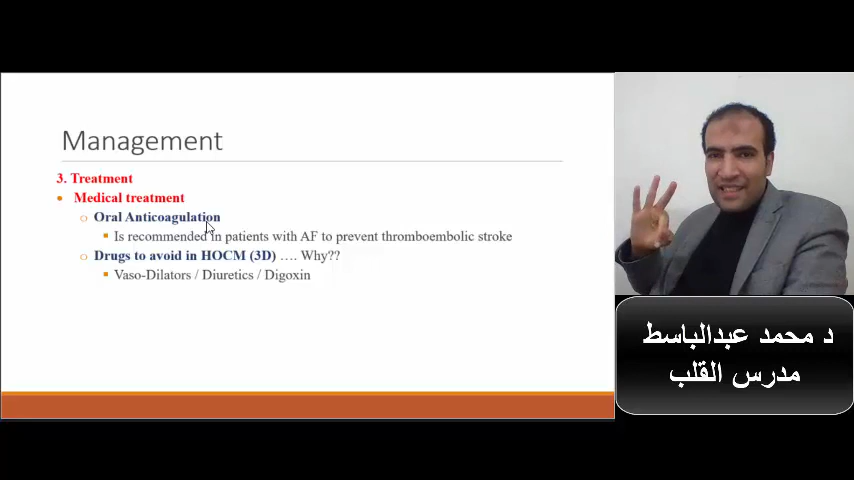 Management
3. Treatment
• Medical treatment
o Oral Anticoagulation
▪ Is recommended in patients with AF to prevent thromboembolic stroke
o Drugs to avoid in HOCM (3D) …. Why??
▪ Vaso-Dilators / Diuretics / Digoxin
د محمد عبدالباسط
مدرس القلب